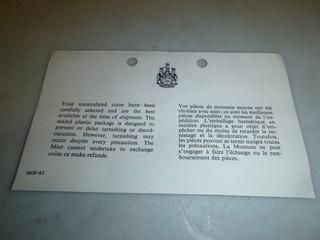 Your uncirculated coins have been
carefully selected and are the best
available at the time of shipment. The
sealed plastic package is designed to
prevent or delay tarnishing or discol-
ouration. However, tarnishing may
occur despite every precaution. The
Mint cannot undertake to exchange
coins or make refunds.
Vos pièces de monnaie neuves ont été
choisies avec soin; ce sont les meilleures
pièces disponibles au moment de l'ex-
pédition. L'emballage hermétique en
matière plastique a pour objet d'em-
pêcher ou du moins de retarder le ter-
nissage et la décoloration. Toutefois,
les pièces peuvent se ternir malgré toutes
les précautions. La Monnaie ne peut
s'engager à faire l'échange ou le rem-
boursement des pièces.